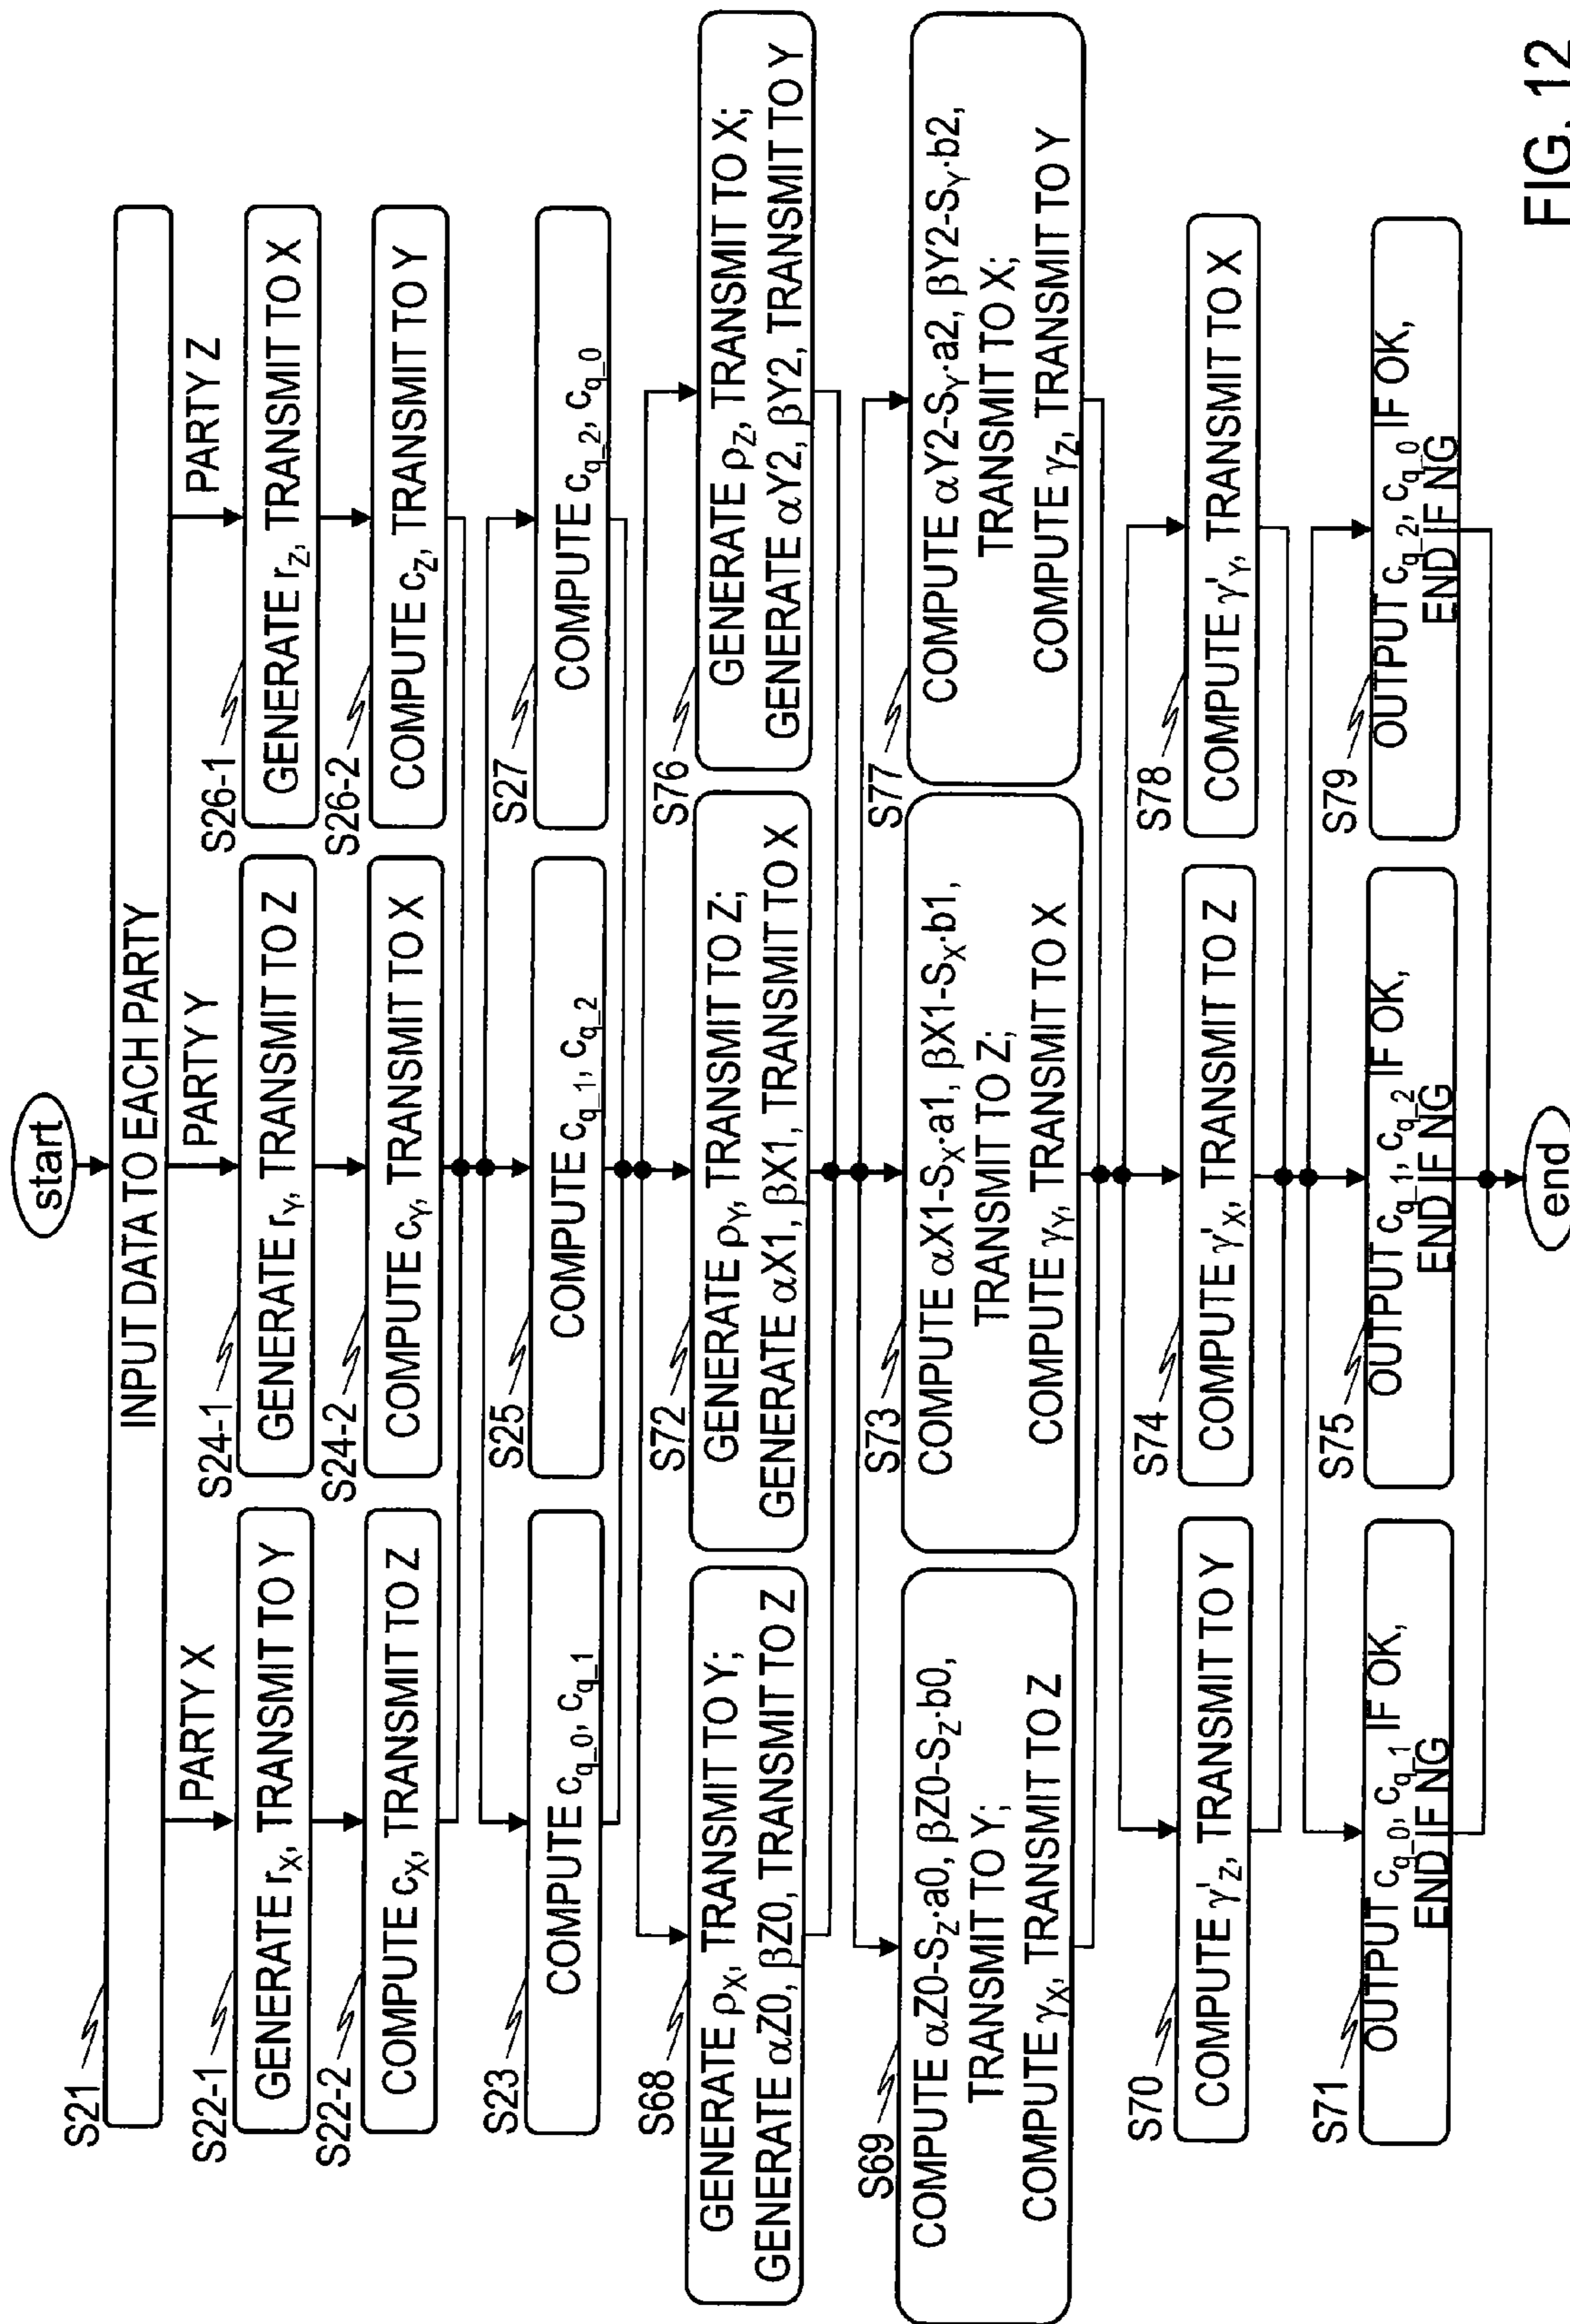 start
S21
INPUT DATA TO EACH PARTY
PARTY X
PARTY Y
PARTY Z
S22-1
GENERATE r_X, TRANSMIT TO Y
S24-1
GENERATE r_Y, TRANSMIT TO Z
S26-1
GENERATE r_Z, TRANSMIT TO X
S22-2
COMPUTE c_X, TRANSMIT TO Z
S24-2
COMPUTE c_Y, TRANSMIT TO X
S26-2
COMPUTE c_Z, TRANSMIT TO Y
S23
COMPUTE c_q_0, c_q_1
S25
COMPUTE c_q_1, c_q_2
S27
COMPUTE c_q_2, c_q_0
S68
GENERATE ρ_X, TRANSMIT TO Y;
GENERATE αZ0, βZ0, TRANSMIT TO Z
S72
GENERATE ρ_Y, TRANSMIT TO Z;
GENERATE αX1, βX1, TRANSMIT TO X
S76
GENERATE ρ_Z, TRANSMIT TO X;
GENERATE αY2, βY2, TRANSMIT TO Y
S69
COMPUTE αZ0-S_Z·a0, βZ0-S_Z·b0,
TRANSMIT TO Y;
COMPUTE γ_X, TRANSMIT TO Z
S73
COMPUTE αX1-S_X·a1, βX1-S_X·b1,
TRANSMIT TO Z;
COMPUTE γ_Y, TRANSMIT TO X
S77
COMPUTE αY2-S_Y·a2, βY2-S_Y·b2,
TRANSMIT TO X;
COMPUTE γ_Z, TRANSMIT TO Y
S70
COMPUTE γ'_Z, TRANSMIT TO Y
S74
COMPUTE γ'_X, TRANSMIT TO Z
S78
COMPUTE γ'_Y, TRANSMIT TO X
S71
OUTPUT c_q_0, c_q_1 IF OK,
END IF NG
S75
OUTPUT c_q_1, c_q_2 IF OK,
END IF NG
S79
OUTPUT c_q_2, c_q_0 IF OK,
END IF NG
end
FIG. 12